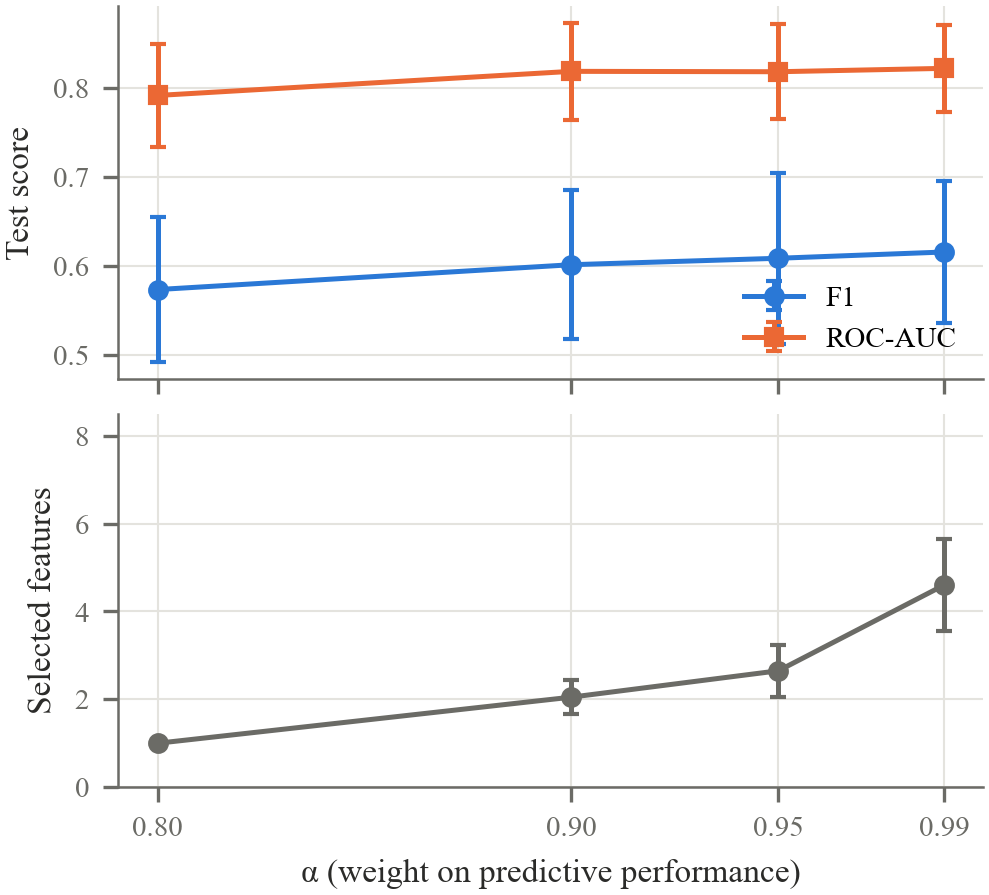 Test score
0.8
0.7
0.6
0.5
F1
ROC-AUC
Selected features
8
6
4
2
0
0.80 0.90 0.95 0.99
α (weight on predictive performance)